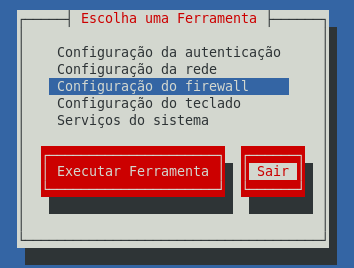 Escolha uma Ferramenta
Configuração da autenticação
Configuração da rede
Configuração do firewall
Configuração do teclado
Serviços do sistema
Executar Ferramenta
Sair